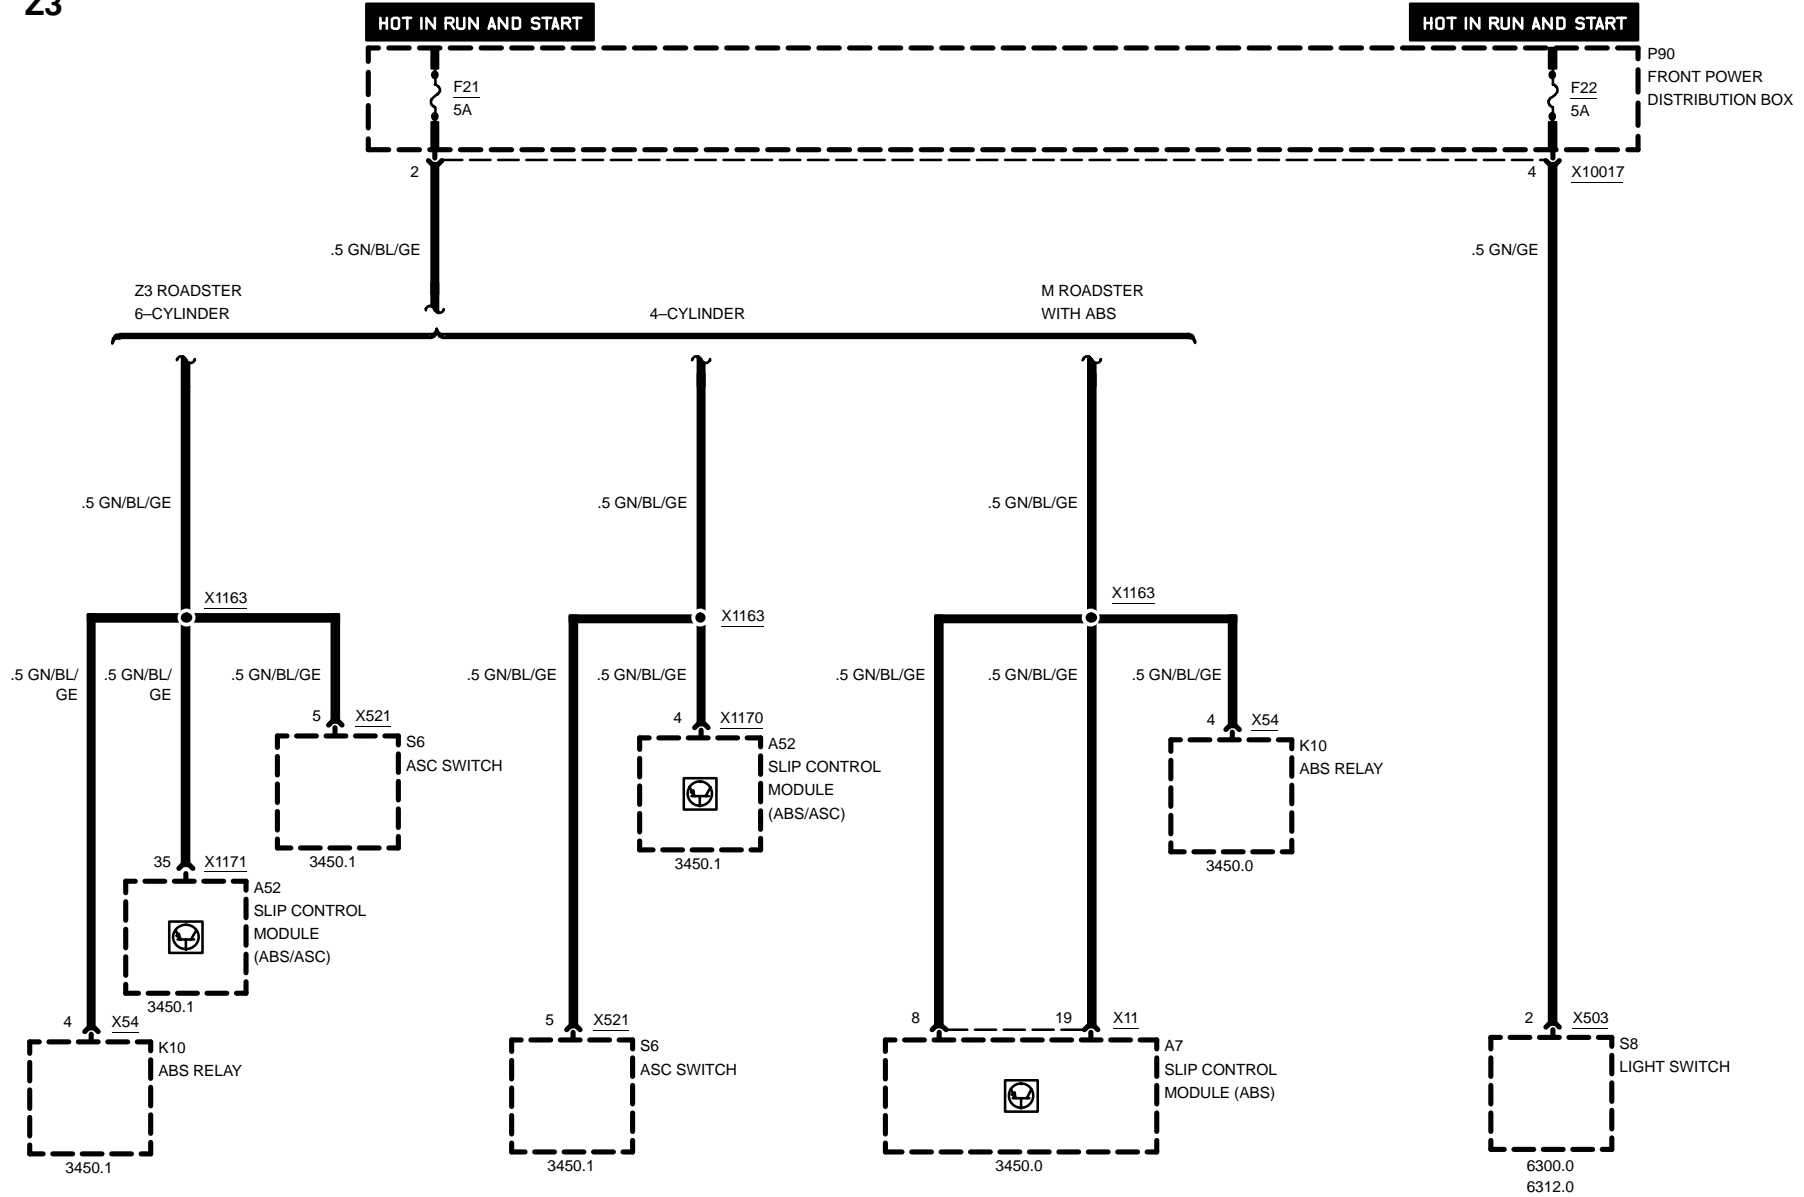 Z3
HOT IN RUN AND START
HOT IN RUN AND START
P90
FRONT POWER
DISTRIBUTION BOX
F21
5A
F22
5A
2
4
X10017
.5 GN/BL/GE
.5 GN/GE
Z3 ROADSTER
6–CYLINDER
4–CYLINDER
M ROADSTER
WITH ABS
.5 GN/BL/GE
.5 GN/BL/GE
.5 GN/BL/GE
X1163
X1163
X1163
.5 GN/BL/
GE
.5 GN/BL/
GE
.5 GN/BL/GE
.5 GN/BL/GE
.5 GN/BL/GE
.5 GN/BL/GE
.5 GN/BL/GE
.5 GN/BL/GE
5
X521
S6
ASC SWITCH
3450.1
4
X1170
A52
SLIP CONTROL
MODULE
(ABS/ASC)
3450.1
4
X54
K10
ABS RELAY
3450.0
35
X1171
A52
SLIP CONTROL
MODULE
(ABS/ASC)
3450.1
4
X54
K10
ABS RELAY
3450.1
5
X521
S6
ASC SWITCH
3450.1
8
19
X11
A7
SLIP CONTROL
MODULE (ABS)
3450.0
2
X503
S8
LIGHT SWITCH
6300.0
6312.0